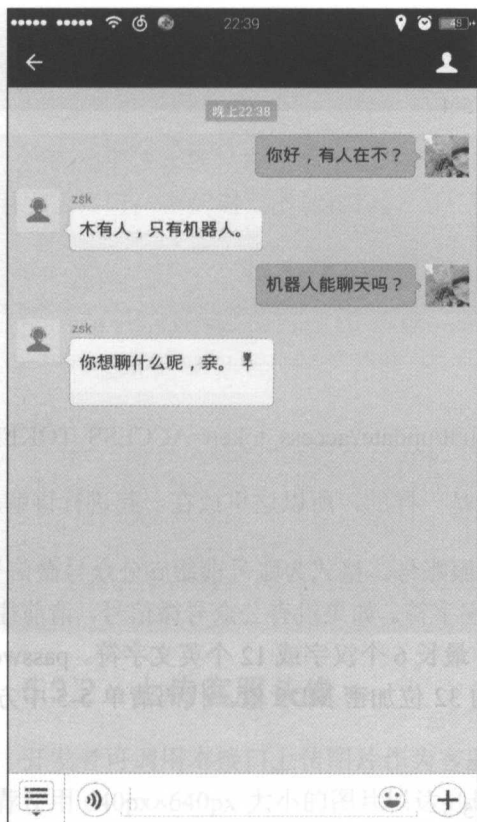 22:39
48
晚上22:38
你好，有人在不？
zsk
木有人，只有机器人。
机器人能聊天吗？
zsk
你想聊什么呢，亲。